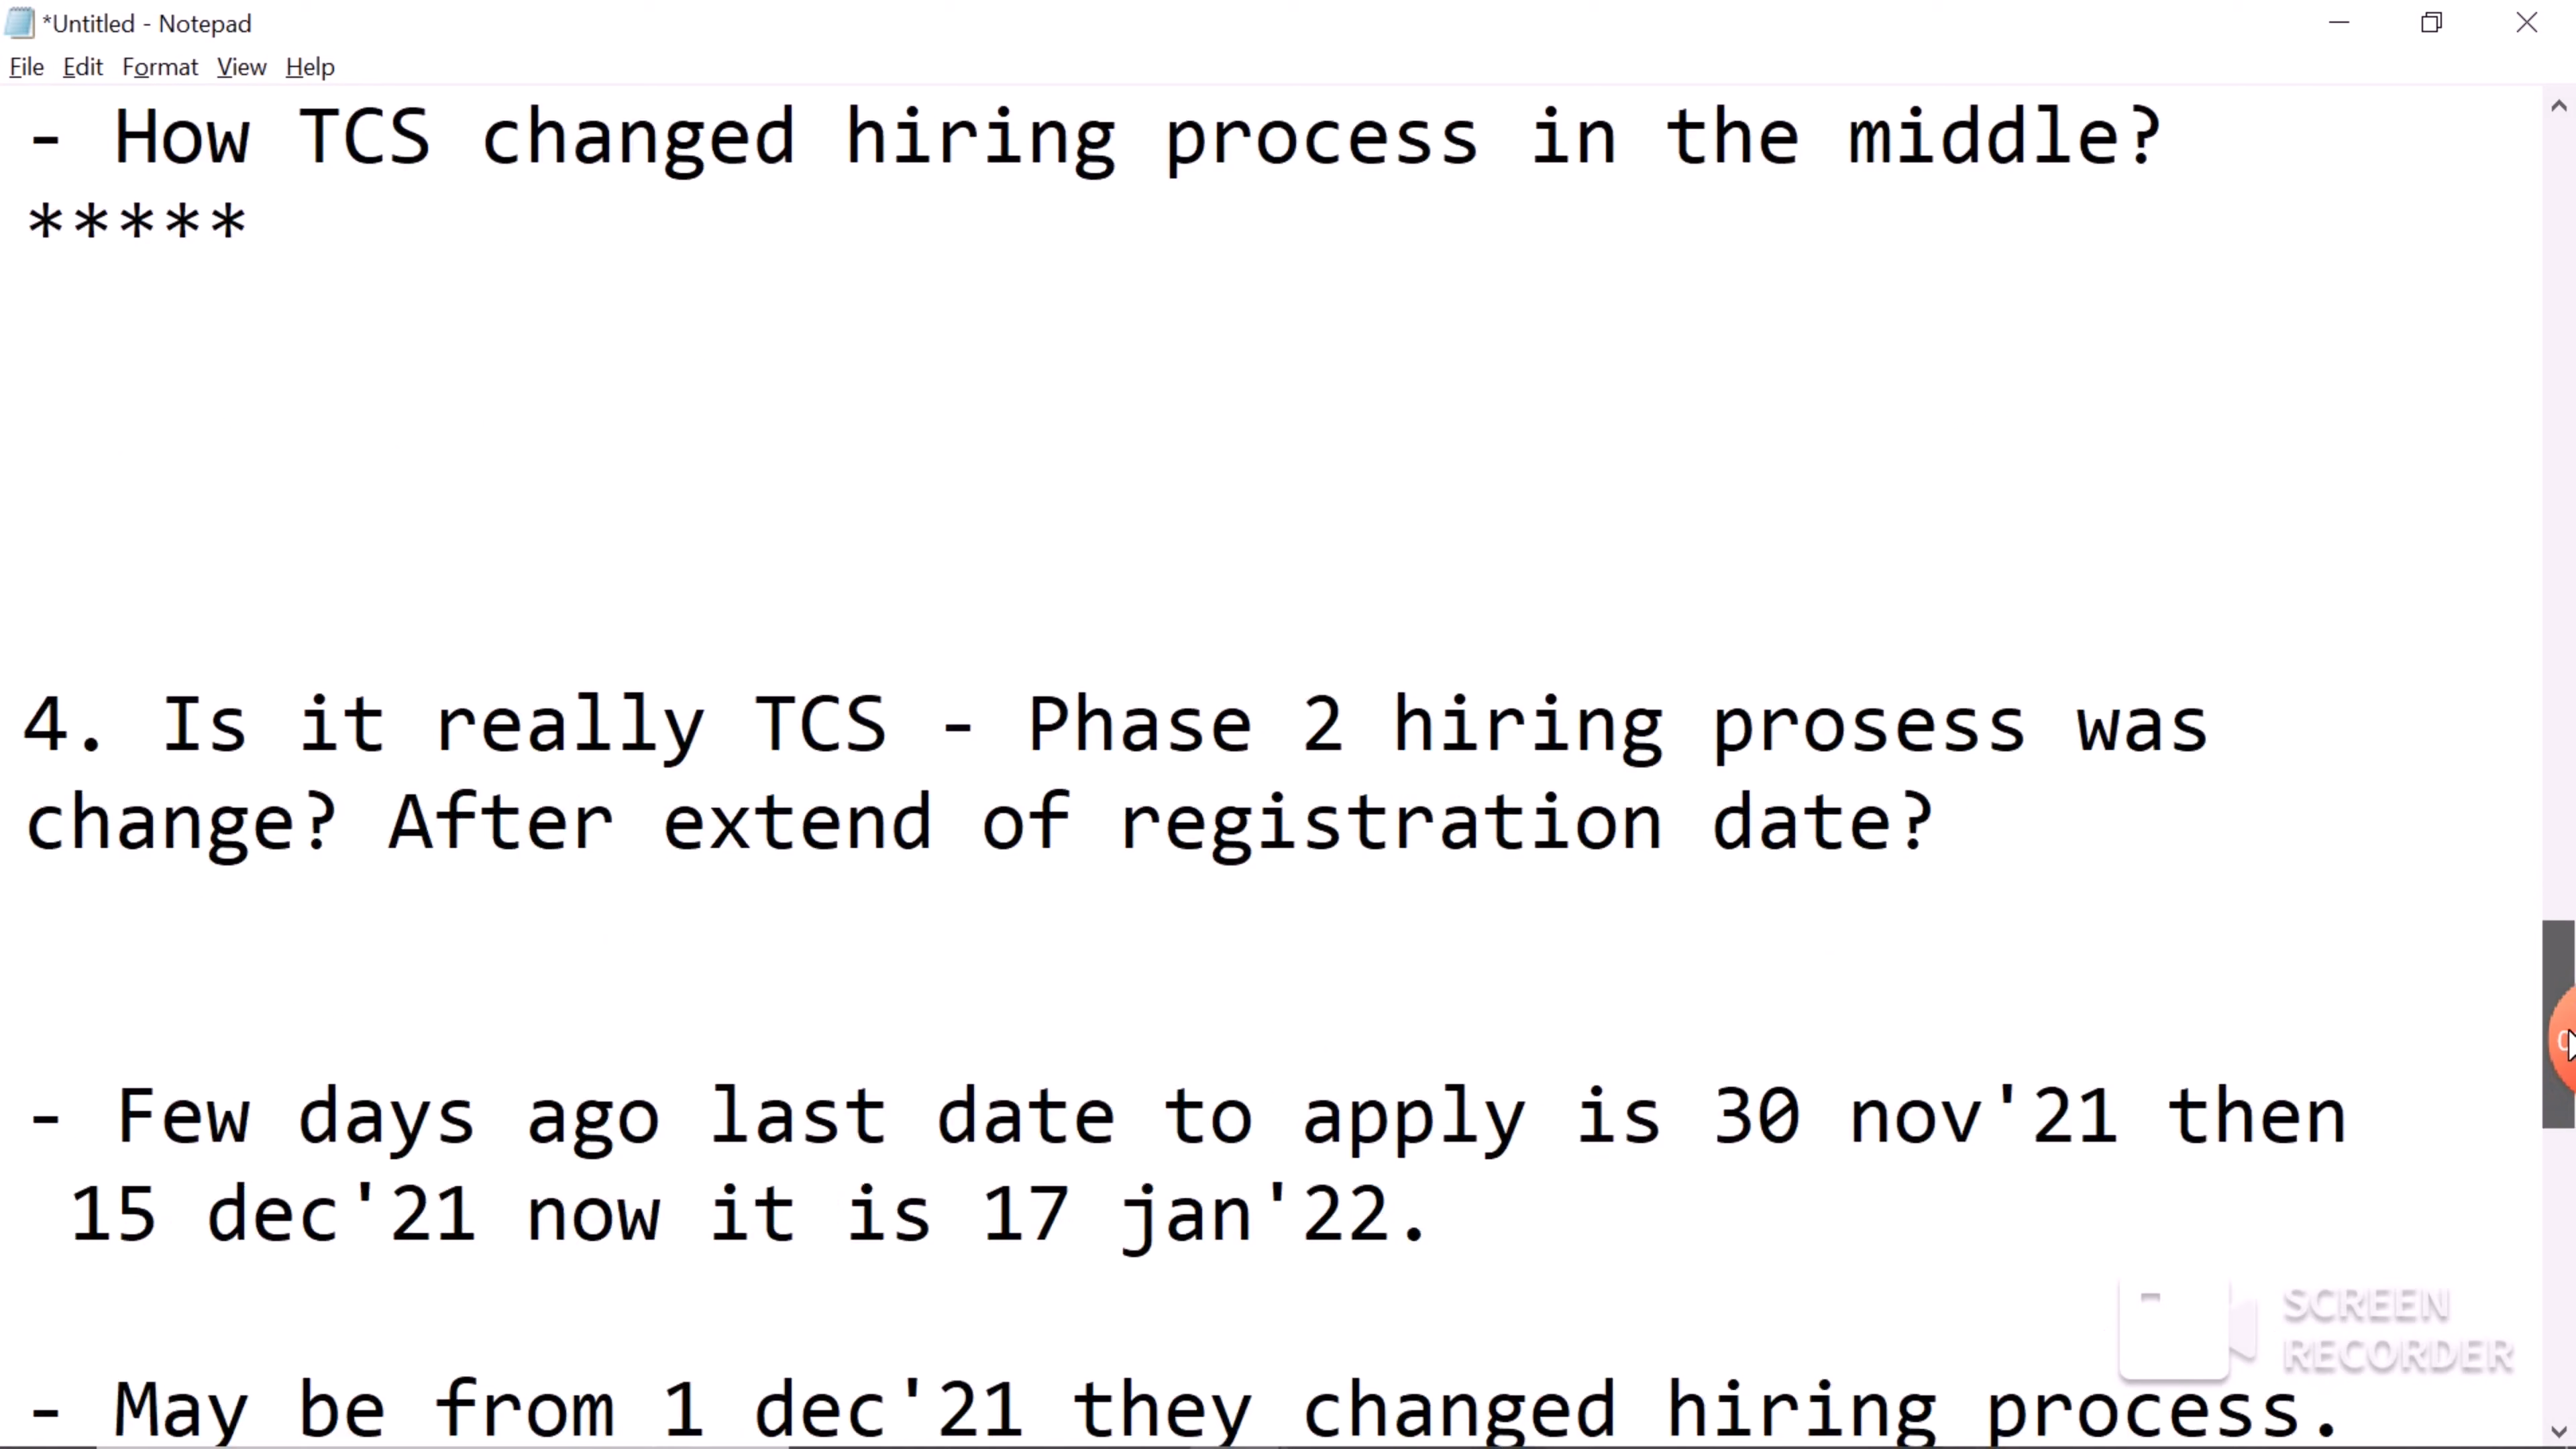 *Untitled - Notepad
File Edit Format View Help
- How TCS changed hiring process in the middle?
*****
4. Is it really TCS - Phase 2 hiring prosess was
change? After extend of registration date?
- Few days ago last date to apply is 30 nov'21 then
15 dec'21 now it is 17 jan'22.
SCREEN
RECORDER
- May be from 1 dec'21 they changed hiring process.